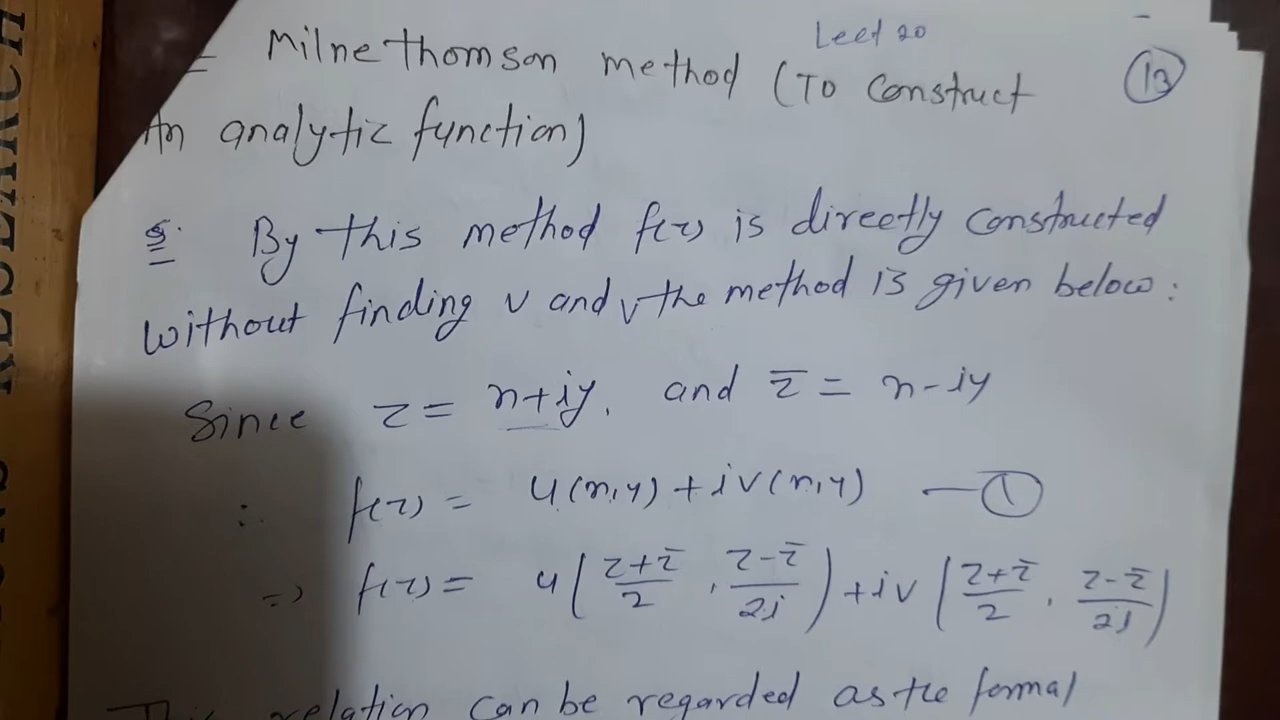 Lect 20
= Milne thomson method (To construct
An analytic function)
13
By this method f(z) is directly constructed
without finding u and v the method is given below:
Since z = x+iy, and z̄ = x-iy
∴ f(z) = u(x,y) + iv(x,y) — ①
=> f(z) = u((z+z̄)/2, (z-z̄)/2i) + iv((z+z̄)/2, (z-z̄)/2i)
relation can be regarded as the formal
RESEARCH